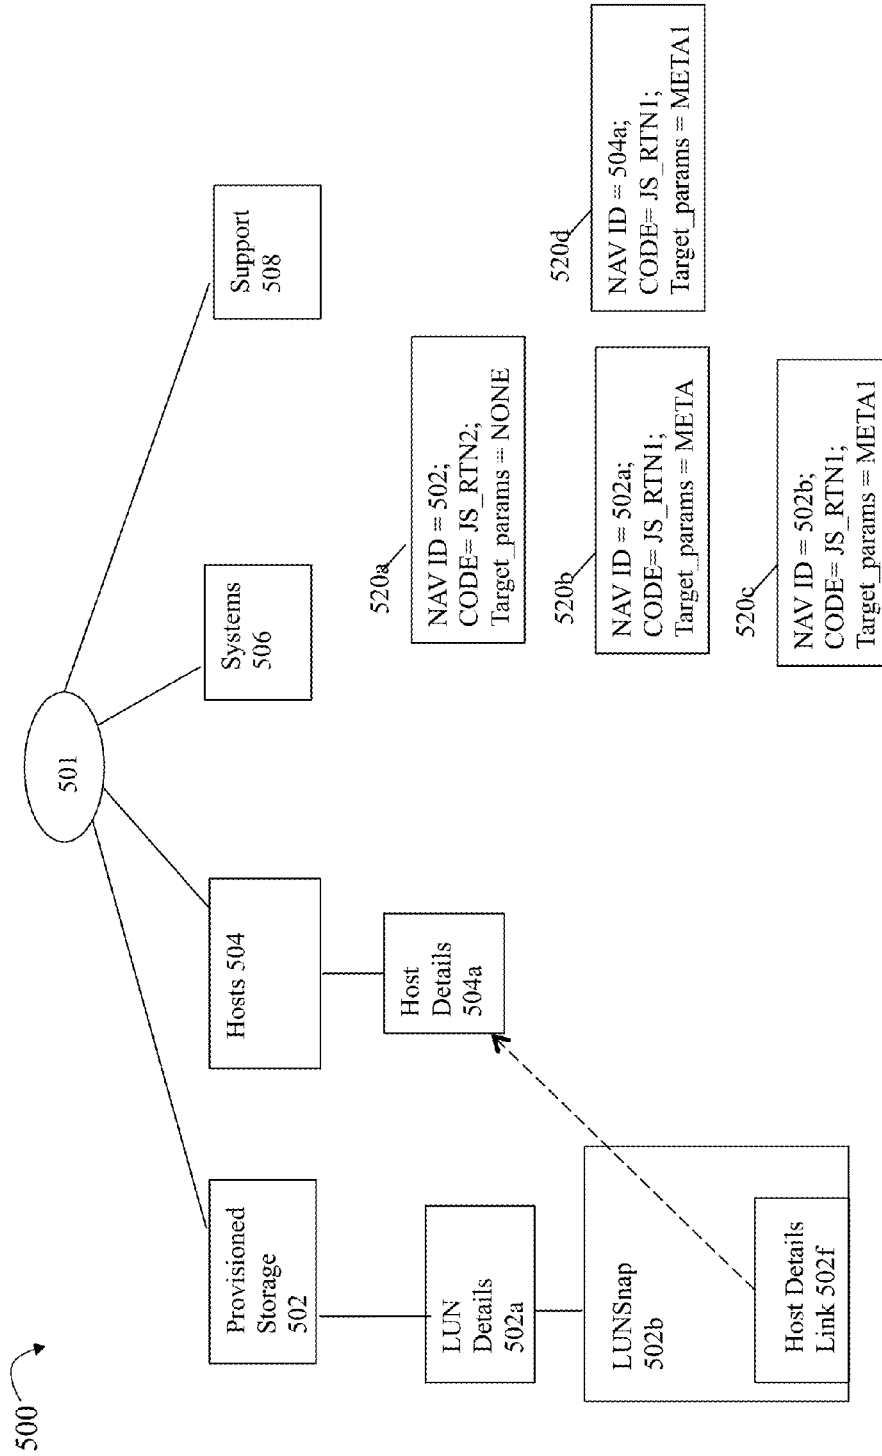 500
501
Provisioned
Storage
502
Hosts 504
Systems
506
Support
508
LUN
Details
502a
Host
Details
504a
LUNSnap
502b
Host Details
Link 502f
520a
NAV ID = 502;
CODE= JS_RTN2;
Target_params = NONE
520b
NAV ID = 502a;
CODE= JS_RTN1;
Target_params = META
520c
NAV ID = 502b;
CODE= JS_RTN1;
Target_params = META1
520d
NAV ID = 504a;
CODE= JS_RTN1;
Target_params = META1